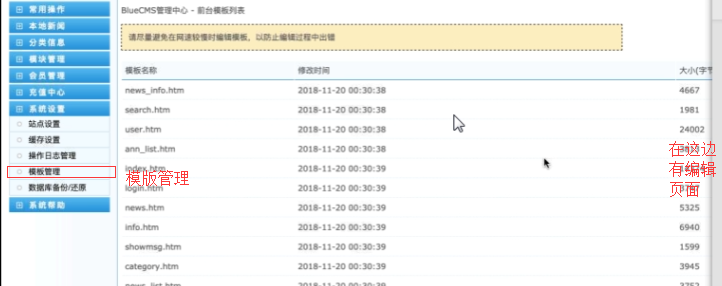 常用操作
本地新闻
分类信息
模块管理
会员管理
充值中心
系统设置
站点设置
缓存设置
操作日志管理
模板管理
数据库备份/还原
系统帮助
模版管理
BlueCMS管理中心 - 前台模板列表
请尽量避免在网速较慢时编辑模板，以防止编辑过程中出错
模板名称 修改时间 大小(字节
news_info.htm 2018-11-20 00:30:38 4667
search.htm 2018-11-20 00:30:38 1981
user.htm 2018-11-20 00:30:38 24002
ann_list.htm 2018-11-20 00:30:38
index.htm 2018-11-20 00:30:39
login.htm 2018-11-20 00:30:39
news.htm 2018-11-20 00:30:39 5325
info.htm 2018-11-20 00:30:39 6940
showmsg.htm 2018-11-20 00:30:39 1599
category.htm 2018-11-20 00:30:39 3945
news_list.htm 2018-11-20 00:30:39 3752
在这边
有编辑
页面